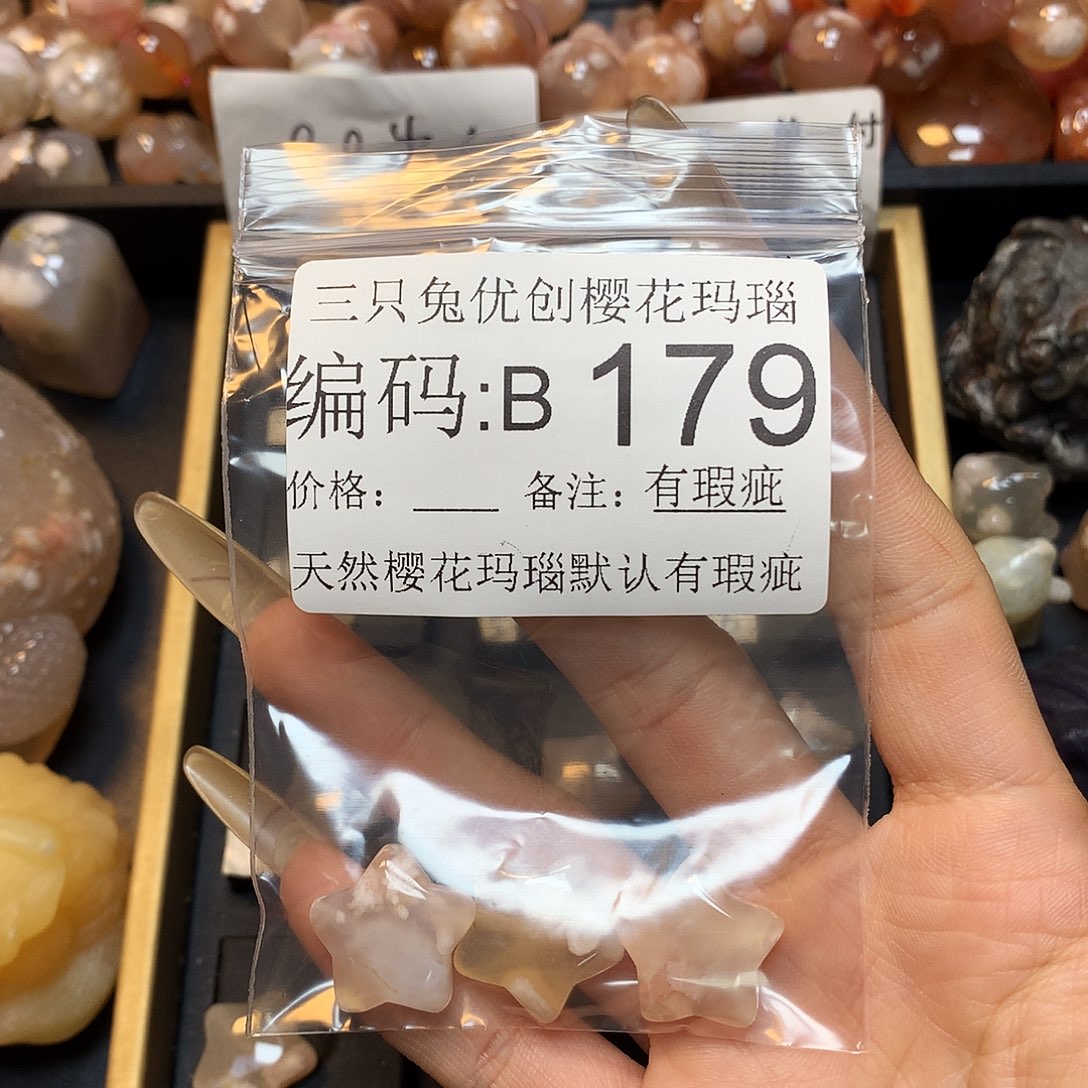 三只兔优创樱花玛瑙
编码:B 179
价格：____ 备注：有瑕疵
天然樱花玛瑙默认有瑕疵
付